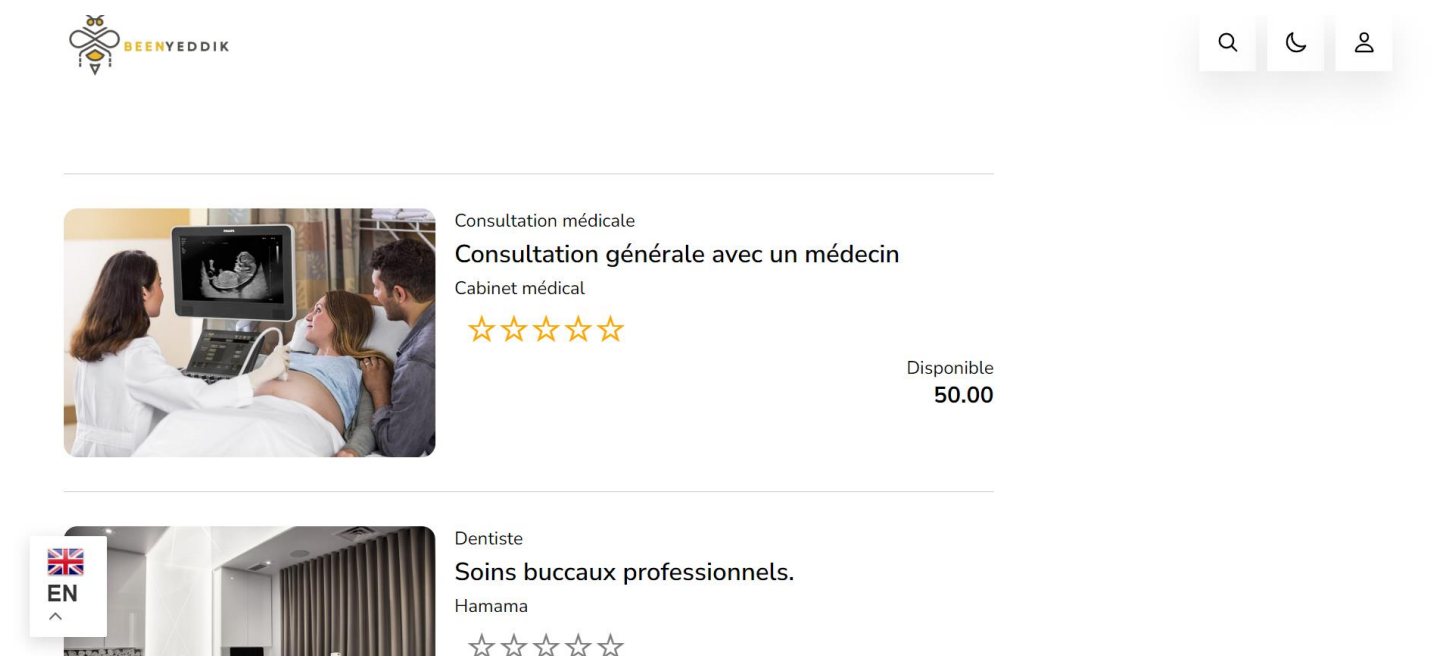 BEENYEDDIK
Consultation médicale
Consultation générale avec un médecin
Cabinet médical
Disponible
50.00
Dentiste
Soins buccaux professionnels.
Hamama
EN